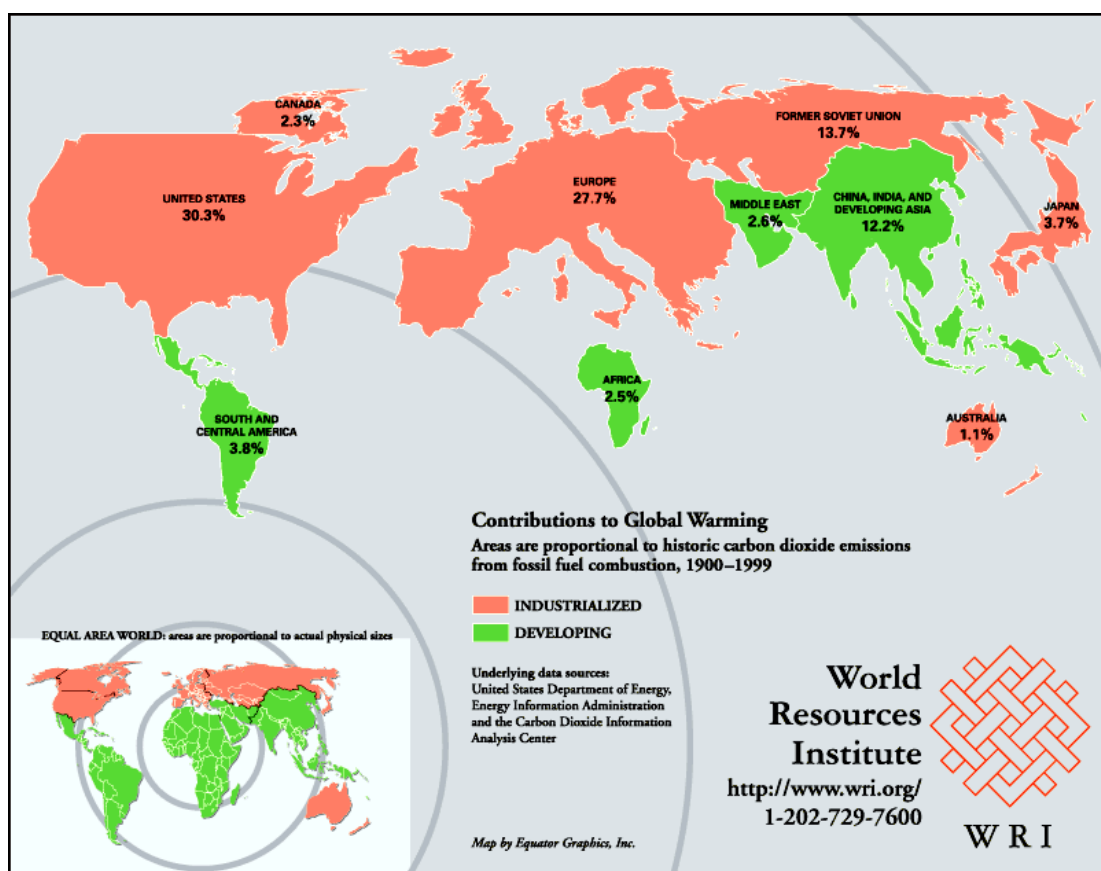 CANADA
2.3%
FORMER SOVIET UNION
13.7%
UNITED STATES
30.3%
EUROPE
27.7%
MIDDLE EAST
2.6%
CHINA, INDIA, AND
DEVELOPING ASIA
12.2%
JAPAN
3.7%
AFRICA
2.5%
SOUTH AND
CENTRAL AMERICA
3.8%
AUSTRALIA
1.1%
Contributions to Global Warming
Areas are proportional to historic carbon dioxide emissions
from fossil fuel combustion, 1900–1999
INDUSTRIALIZED
DEVELOPING
EQUAL AREA WORLD: areas are proportional to actual physical sizes
Underlying data sources:
United States Department of Energy,
Energy Information Administration
and the Carbon Dioxide Information
Analysis Center
Map by Equator Graphics, Inc.
World
Resources
Institute
http://www.wri.org/
1-202-729-7600
WRI